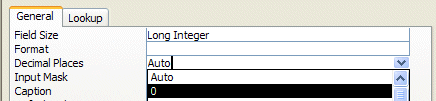 General Lookup
Field Size Long Integer
Format
Decimal Places Auto
Input Mask Auto
Caption 0